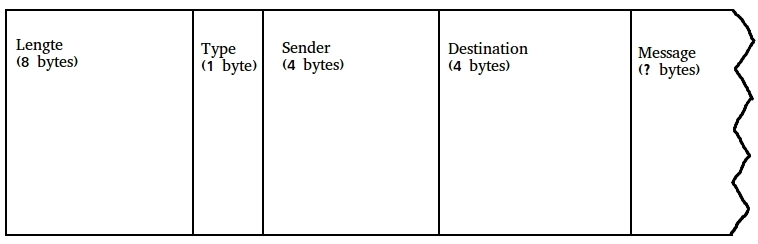 Lengte
(8 bytes)
Type
(1 byte)
Sender
(4 bytes)
Destination
(4 bytes)
Message
(? bytes)